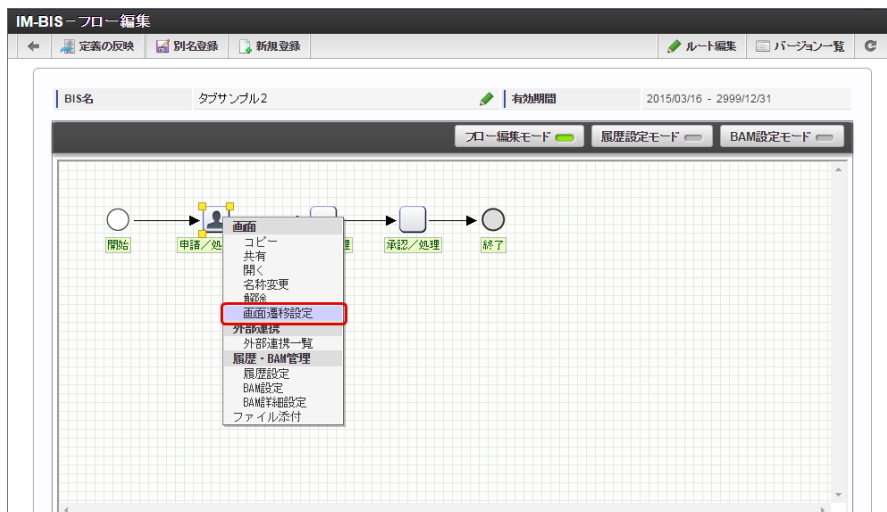 IM-BIS－フロー編集
定義の反映 別名登録 新規登録 ルート編集 バージョン一覧
BIS名 タブサンプル2 有効期間 2015/03/16 - 2999/12/31
フロー編集モード 履歴設定モード BAM設定モード
画面
コピー
共有
開く
名称変更
解除
画面遷移設定
外部連携
外部連携一覧
履歴・BAM管理
履歴設定
BAM設定
BAM詳細設定
ファイル添付
開始 申請／処 理 承認／処理 終了